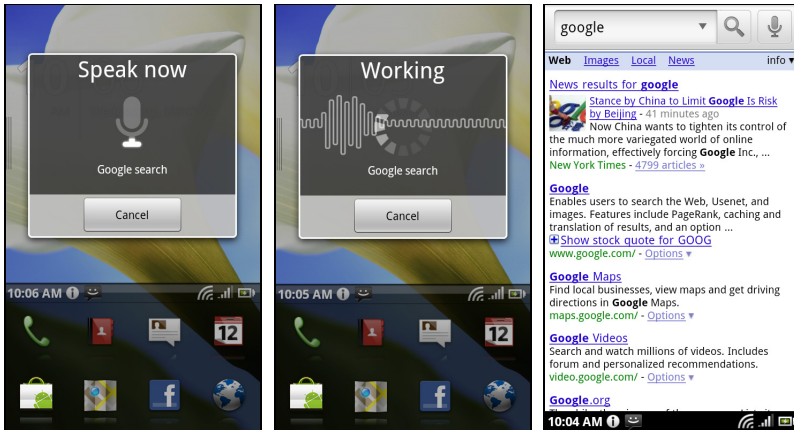 Speak now
Google search
Cancel
10:06 AM
12
Working
Google search
Cancel
10:05 AM
12
google
Web Images Local News info ▾
News results for google
Stance by China to Limit Google Is Risk
by Beijing - 41 minutes ago
Now China wants to tighten its control of
the much more variegated world of online
information, effectively forcing Google Inc., ...
New York Times - 4799 articles »
Google
Enables users to search the Web, Usenet, and
images. Features include PageRank, caching and
translation of results, and an option ...
Show stock quote for GOOG
www.google.com/ - Options ▾
Google Maps
Find local businesses, view maps and get driving
directions in Google Maps.
maps.google.com/ - Options ▾
Google Videos
Search and watch millions of videos. Includes
forum and personalized recommendations.
video.google.com/ - Options ▾
Google.org
10:04 AM